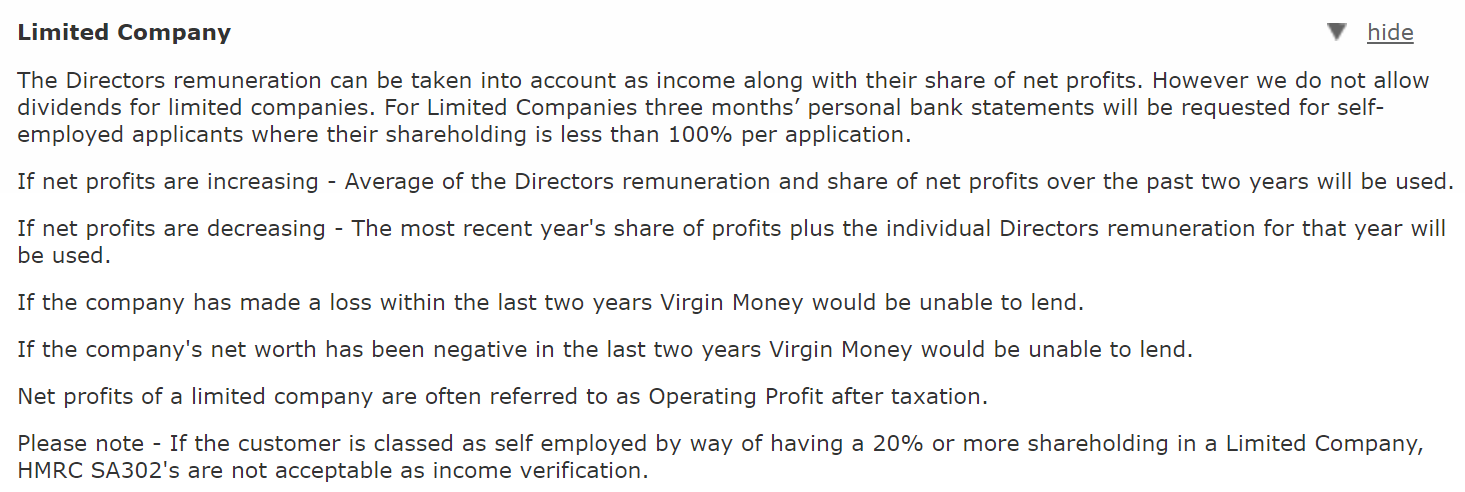 Limited Company
hide
The Directors remuneration can be taken into account as income along with their share of net profits. However we do not allow
dividends for limited companies. For Limited Companies three months’ personal bank statements will be requested for self-
employed applicants where their shareholding is less than 100% per application.
If net profits are increasing - Average of the Directors remuneration and share of net profits over the past two years will be used.
If net profits are decreasing - The most recent year's share of profits plus the individual Directors remuneration for that year will
be used.
If the company has made a loss within the last two years Virgin Money would be unable to lend.
If the company's net worth has been negative in the last two years Virgin Money would be unable to lend.
Net profits of a limited company are often referred to as Operating Profit after taxation.
Please note - If the customer is classed as self employed by way of having a 20% or more shareholding in a Limited Company,
HMRC SA302's are not acceptable as income verification.